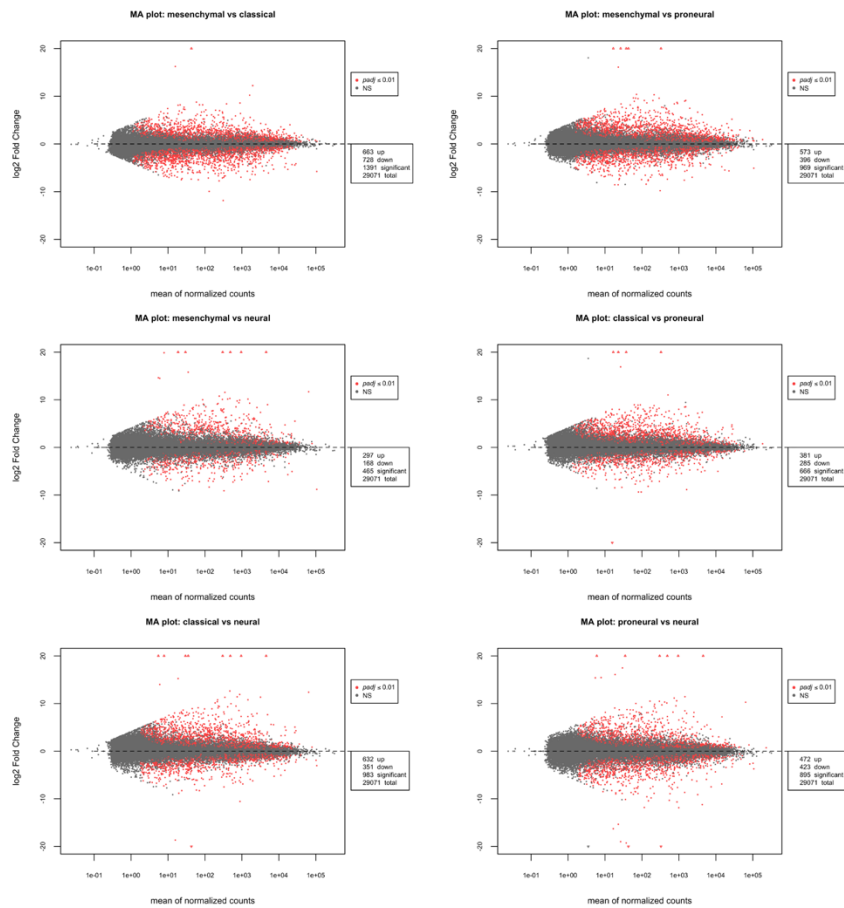 MA plot: mesenchymal vs classical
log2 Fold Change
20
10
0
-10
-20
1e-01 1e+00 1e+01 1e+02 1e+03 1e+04 1e+05
mean of normalized counts
padj ≤ 0.01
NS
663 up
728 down
1391 significant
29071 total
MA plot: mesenchymal vs proneural
20
10
0
-10
-20
1e-01 1e+00 1e+01 1e+02 1e+03 1e+04 1e+05
mean of normalized counts
padj ≤ 0.01
NS
573 up
396 down
969 significant
29071 total
MA plot: mesenchymal vs neural
log2 Fold Change
20
10
0
-10
-20
1e-01 1e+00 1e+01 1e+02 1e+03 1e+04 1e+05
mean of normalized counts
padj ≤ 0.01
NS
297 up
168 down
465 significant
29071 total
MA plot: classical vs proneural
20
10
0
-10
-20
1e-01 1e+00 1e+01 1e+02 1e+03 1e+04 1e+05
mean of normalized counts
padj ≤ 0.01
NS
381 up
285 down
666 significant
29071 total
MA plot: classical vs neural
log2 Fold Change
20
10
0
-10
-20
1e-01 1e+00 1e+01 1e+02 1e+03 1e+04 1e+05
mean of normalized counts
padj ≤ 0.01
NS
632 up
351 down
983 significant
29071 total
MA plot: proneural vs neural
20
10
0
-10
-20
1e-01 1e+00 1e+01 1e+02 1e+03 1e+04 1e+05
mean of normalized counts
padj ≤ 0.01
NS
472 up
423 down
895 significant
29071 total